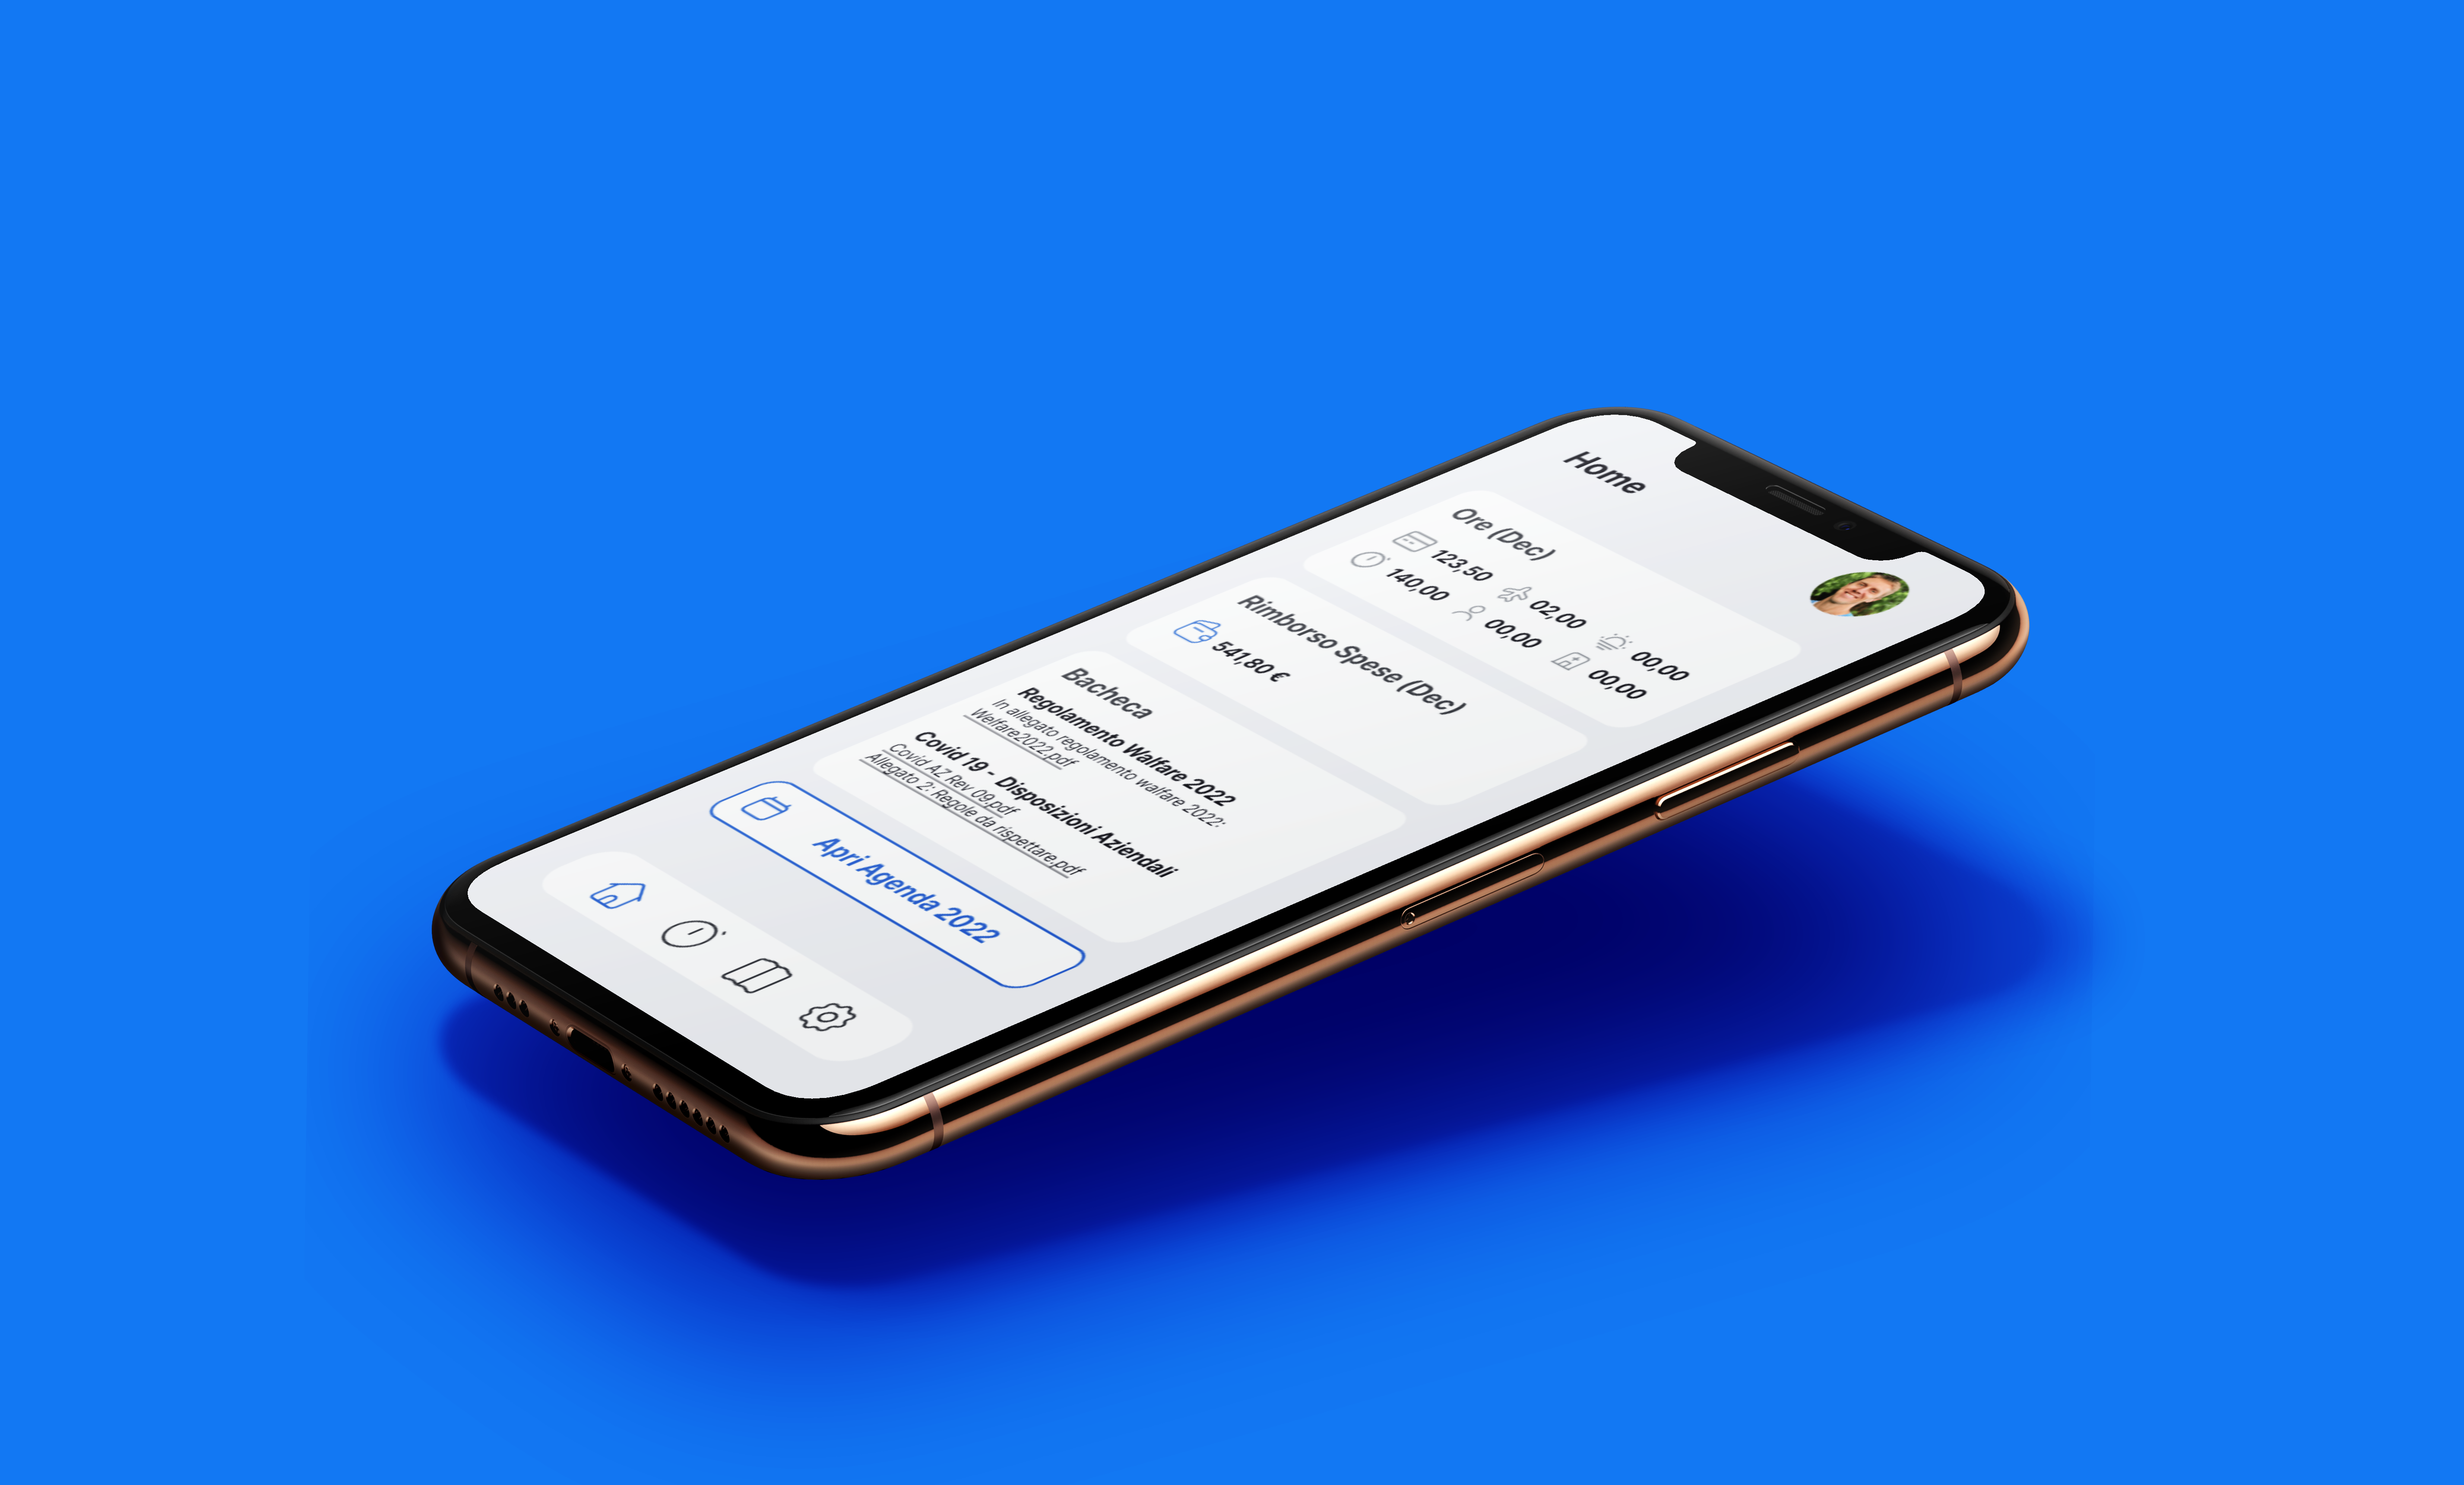 Home
Ore (Dec)
123,50 02,00 00,00
140,00 00,00 00,00
Rimborso Spese (Dec)
541,80 €
Bacheca
Regolamento Walfare 2022
In allegato regolamento walfare 2022:
Welfare2022.pdf
Covid 19 - Disposizioni Aziendali
Covid AZ Rev 09.pdf
Allegato 2: Regole da rispettare.pdf
Apri Agenda 2022